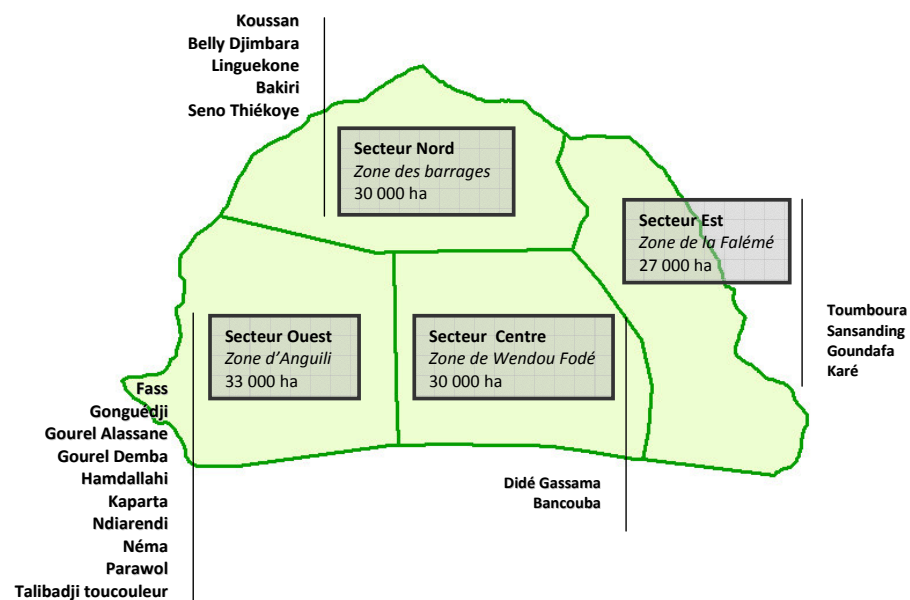 Koussan
Belly Djimbara
Linguekone
Bakiri
Seno Thiékoye
Secteur Nord
Zone des barrages
30 000 ha
Secteur Est
Zone de la Falémé
27 000 ha
Toumboura
Sansanding
Goundafa
Karé
Secteur Ouest
Zone d’Anguili
33 000 ha
Secteur Centre
Zone de Wendou Fodé
30 000 ha
Fass
Gonguédji
Gourel Alassane
Gourel Demba
Hamdallahi
Kaparta
Ndiarendi
Néma
Parawol
Talibadji toucouleur
Didé Gassama
Bancouba